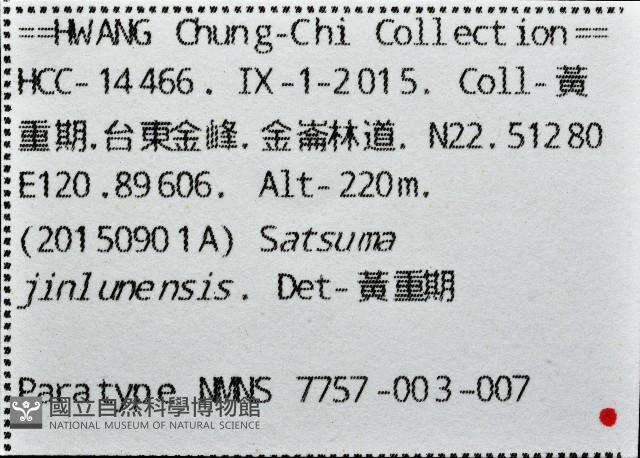 ==HWANG Chung-Chi Collection==
HCC-14466. IX-1-2015. Coll-黃
重期.台東金峰.金崙林道. N22.51280
E120.89606. Alt-220m.
(20150901A) Satsuma
jinlunensis. Det-黃重期
Paratype NMNS 7757-003-007
國立自然科學博物館
NATIONAL MUSEUM OF NATURAL SCIENCE